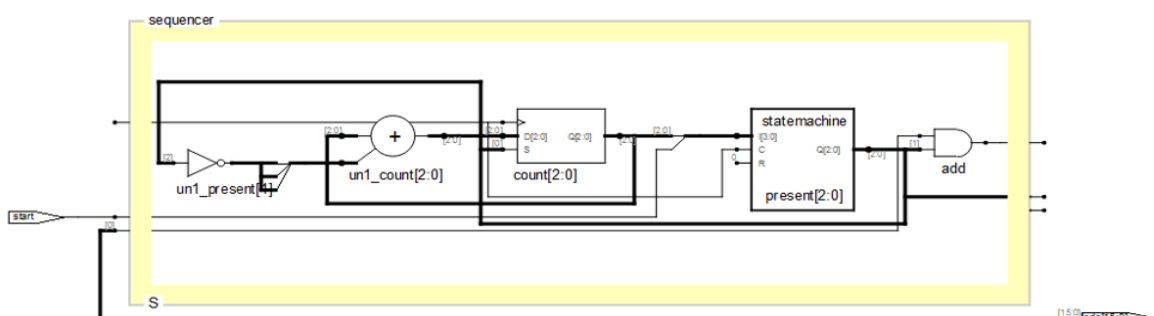 sequencer
statemachine
[2:0]
[2:0]
[2:0]
[2:0]
I[3:0]
+
D[2:0]
Q[2:0]
[2:0]
C
Q[2:0]
[1]
[2]
[0]
S
0
R
[2:0]
add
un1_present[1]
un1_count[2:0]
count[2:0]
present[2:0]
start
[0]
S
[15:0]